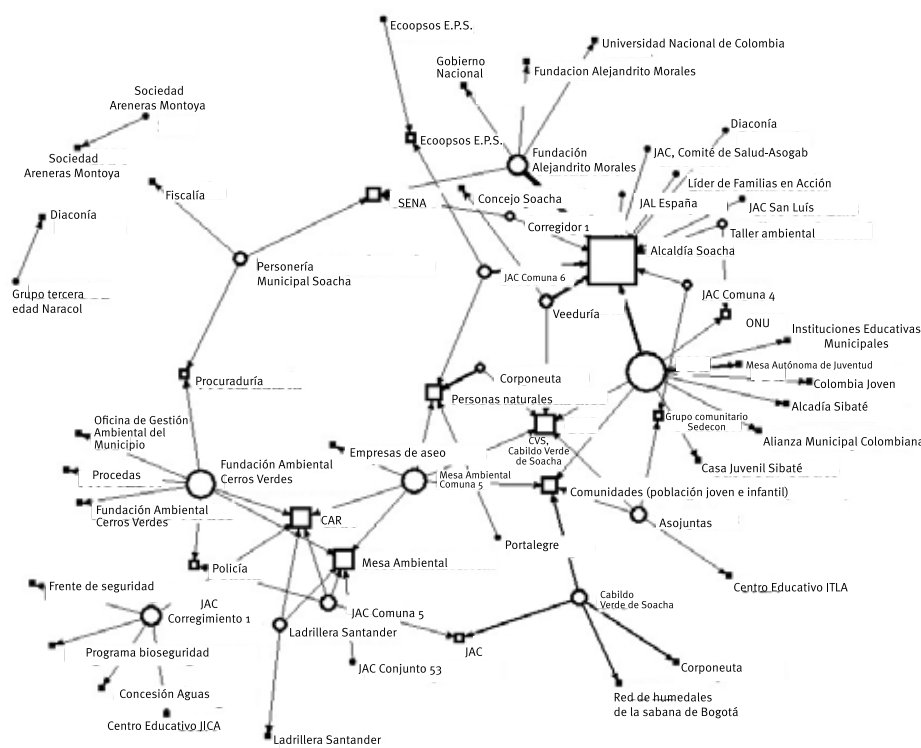 Ecoopsos E.P.S.
Universidad Nacional de Colombia
Gobierno
Nacional
Fundacion Alejandrito Morales
Sociedad
Areneras Montoya
Diaconía
Ecoopsos E.P.S.
Fundación
Alejandrito Morales
JAC, Comité de Salud-Asogab
Sociedad
Areneras Montoya
Líder de Familias en Acción
Fiscalía
SENA
Concejo Soacha
JAL España
JAC San Luís
Diaconía
Corregidor 1
Taller ambiental
Alcaldía Soacha
Personería
Municipal Soacha
JAC Comuna 6
Grupo tercera
edad Naracol
JAC Comuna 4
Veeduría
ONU
Instituciones Educativas
Municipales
Mesa Autónoma de Juventud
Procuraduría
Corponeuta
Colombia Joven
Personas naturales
Alcadía Sibaté
Oficina de Gestión
Ambiental del
Municipio
Grupo comunitario
Sedecon
Alianza Municipal Colombiana
CVS,
Cabildo Verde
de Soacha
Empresas de aseo
Procedas
Fundación Ambiental
Cerros Verdes
Mesa Ambiental
Comuna 5
Casa Juvenil Sibaté
Comunidades (población joven e infantil)
Fundación Ambiental
Cerros Verdes
CAR
Asojuntas
Portalegre
Policía
Mesa Ambiental
Frente de seguridad
Centro Educativo ITLA
JAC
Corregimiento 1
JAC Comuna 5
Cabildo
Verde de Soacha
Ladrillera Santander
Programa bioseguridad
JAC
JAC Conjunto 53
Corponeuta
Concesión Aguas
Red de humedales
de la sabana de Bogotá
Centro Educativo JICA
Ladrillera Santander